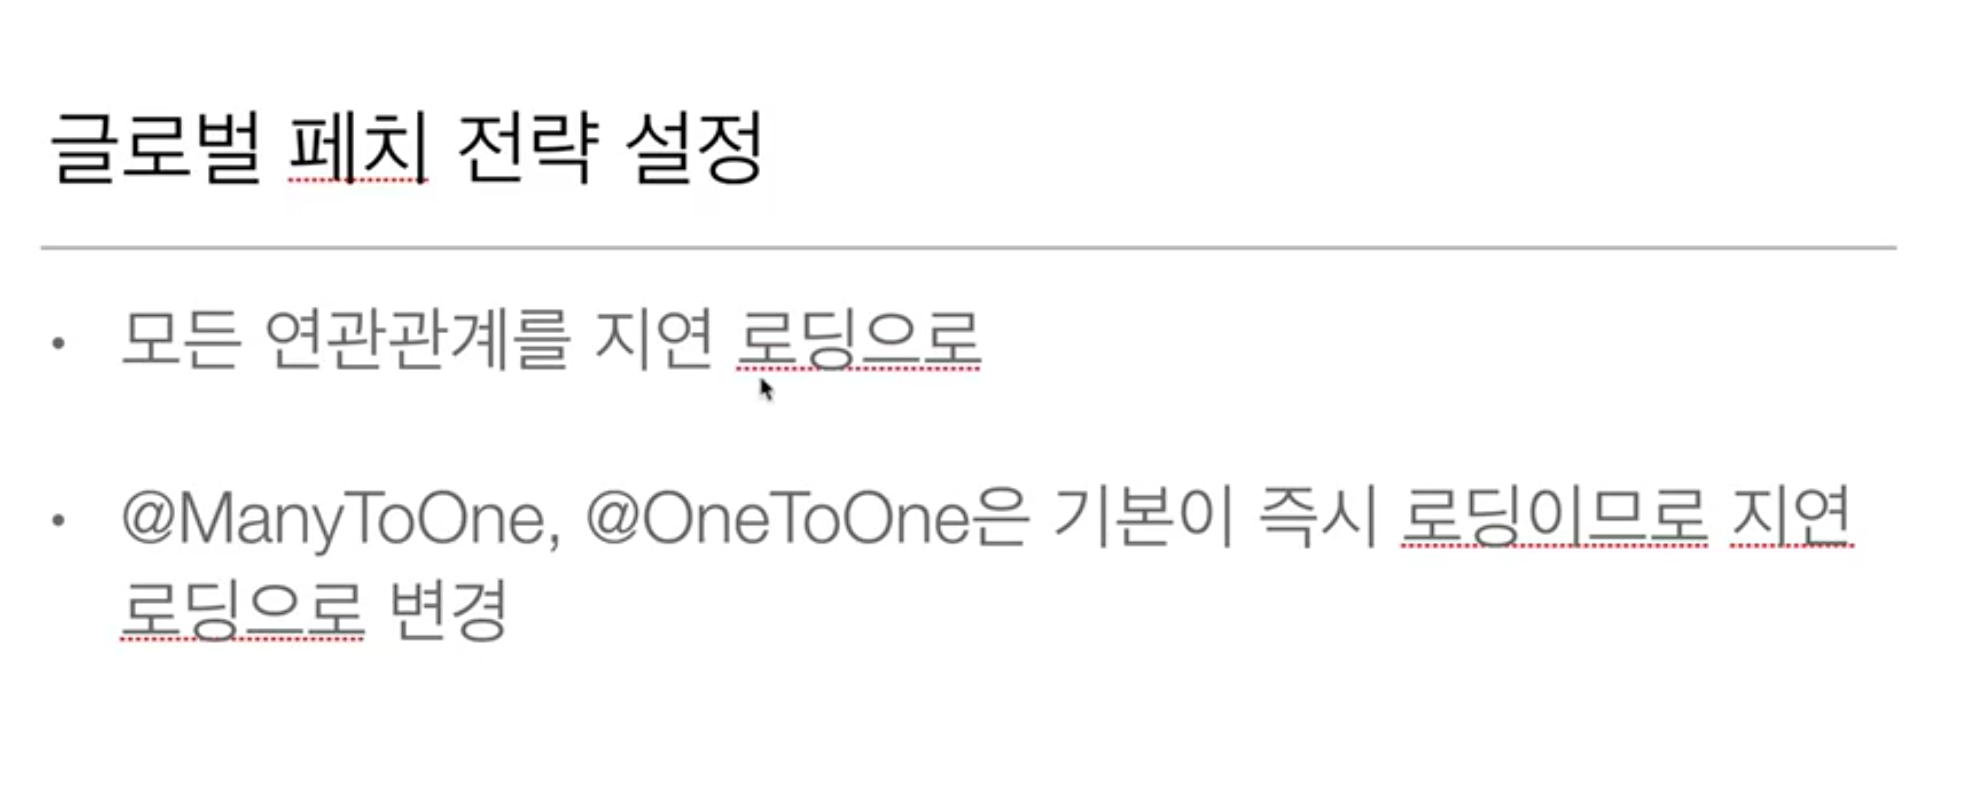 글로벌 페치 전략 설정
• 모든 연관관계를 지연 로딩으로
• @ManyToOne, @OneToOne은 기본이 즉시 로딩이므로 지연
로딩으로 변경